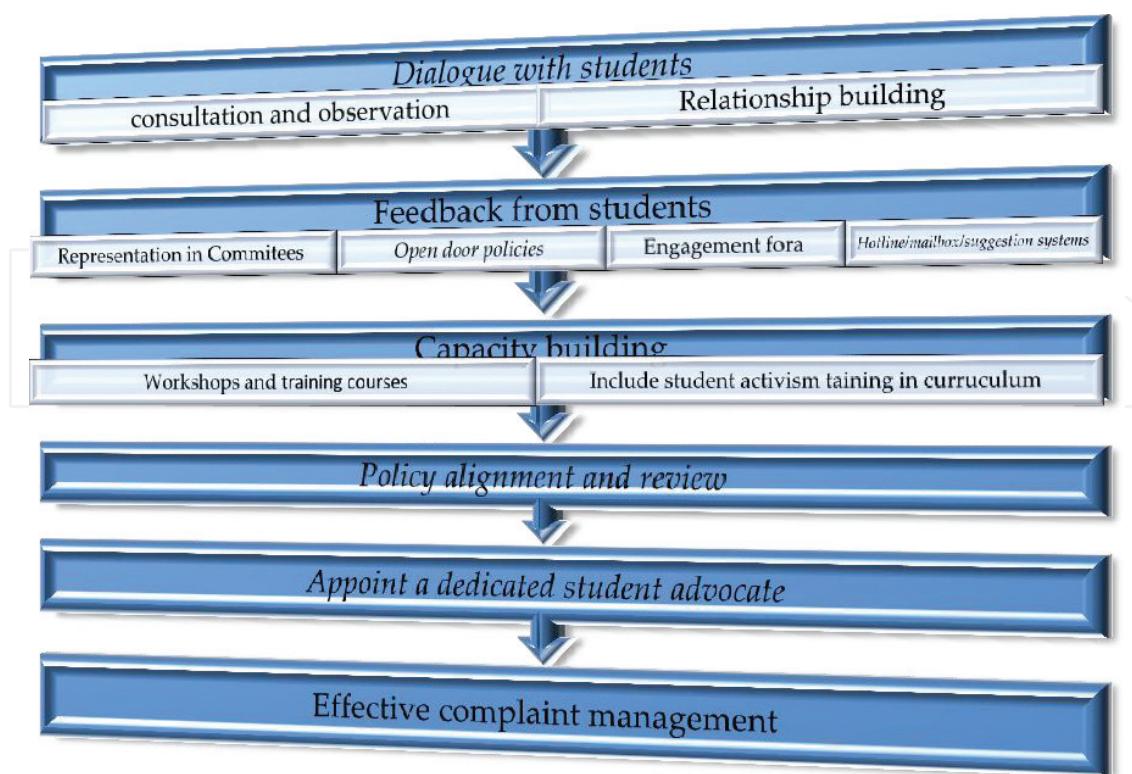 Dialogue with students
consultation and observation
Relationship building
Feedback from students
Representation in Commitees
Open door policies
Engagement fora
Hotline/mailbox/suggestion systems
Capacity building
Workshops and training courses
Include student activism taining in curruculum
Policy alignment and review
Appoint a dedicated student advocate
Effective complaint management